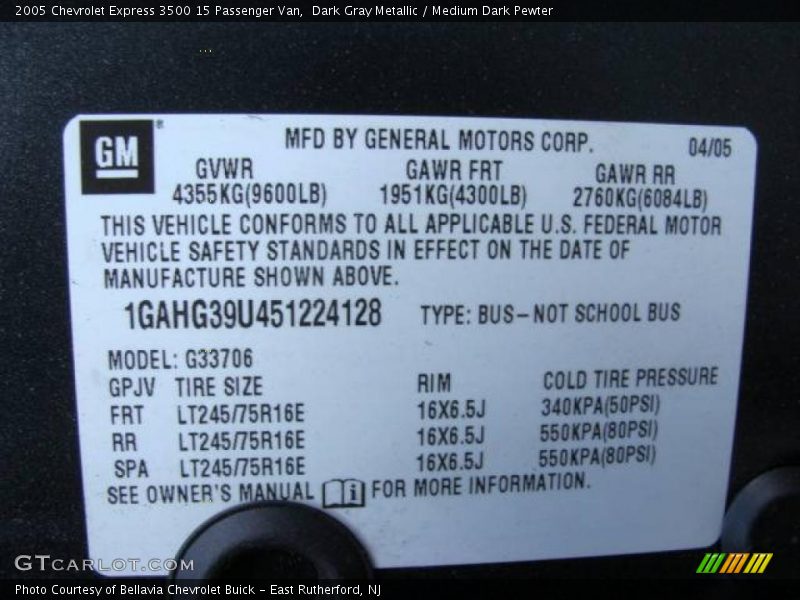 2005 Chevrolet Express 3500 15 Passenger Van, Dark Gray Metallic / Medium Dark Pewter
GM
MFD BY GENERAL MOTORS CORP. 04/05
GVWR GAWR FRT GAWR RR
4355KG(9600LB) 1951KG(4300LB) 2760KG(6084LB)
THIS VEHICLE CONFORMS TO ALL APPLICABLE U.S. FEDERAL MOTOR
VEHICLE SAFETY STANDARDS IN EFFECT ON THE DATE OF
MANUFACTURE SHOWN ABOVE.
1GAHG39U451224128 TYPE: BUS-NOT SCHOOL BUS
MODEL: G33706
GPJV TIRE SIZE RIM COLD TIRE PRESSURE
FRT LT245/75R16E 16X6.5J 340KPA(50PSI)
RR LT245/75R16E 16X6.5J 550KPA(80PSI)
SPA LT245/75R16E 16X6.5J 550KPA(80PSI)
SEE OWNER'S MANUAL FOR MORE INFORMATION.
GTCARLOT.COM
Photo Courtesy of Bellavia Chevrolet Buick - East Rutherford, NJ